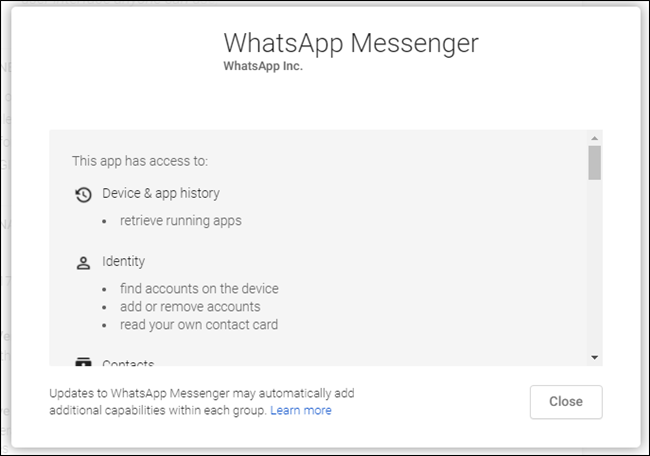 WhatsApp Messenger
WhatsApp Inc.
This app has access to:
Device & app history
• retrieve running apps
Identity
• find accounts on the device
• add or remove accounts
• read your own contact card
Contacts
Updates to WhatsApp Messenger may automatically add
additional capabilities within each group. Learn more
Close